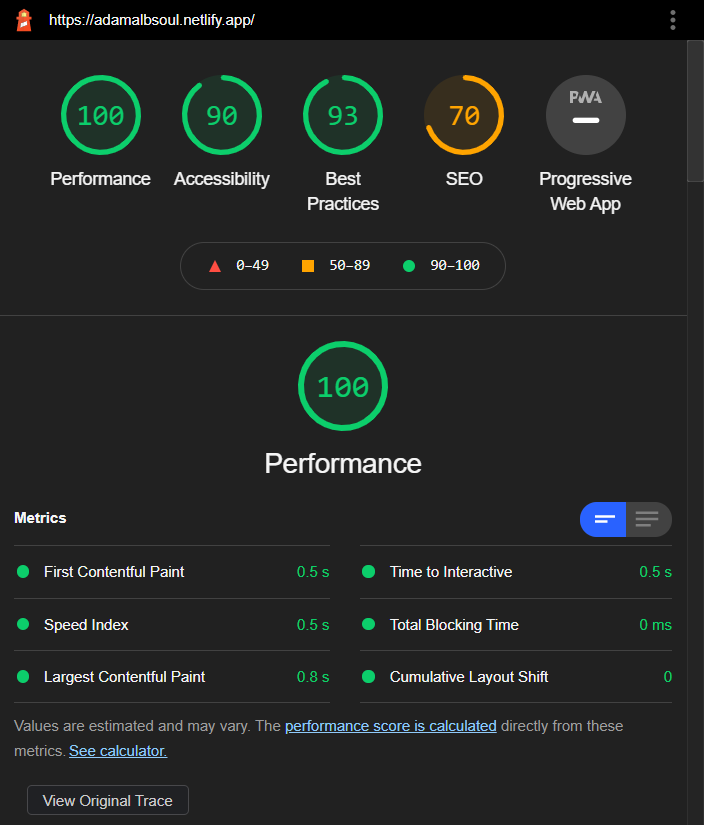 https://adamalbsoul.netlify.app/
100
90
93
70
PWA
Performance
Accessibility
Best
Practices
SEO
Progressive
Web App
0–49
50–89
90–100
100
Performance
Metrics
First Contentful Paint 0.5 s
Time to Interactive 0.5 s
Speed Index 0.5 s
Total Blocking Time 0 ms
Largest Contentful Paint 0.8 s
Cumulative Layout Shift 0
Values are estimated and may vary. The performance score is calculated directly from these
metrics. See calculator.
View Original Trace